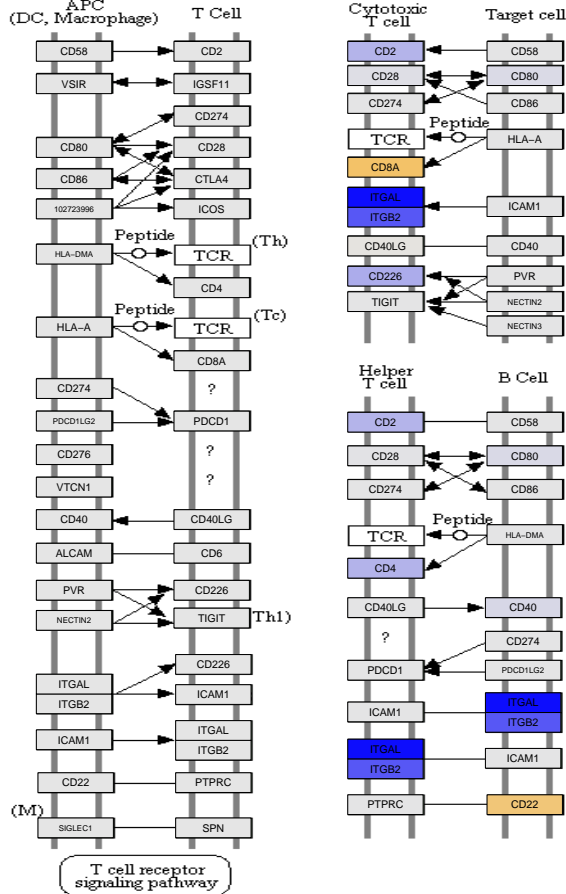 APC
(DC, Macrophage)
T Cell
CD58
CD2
VSIR
IGSF11
CD274
CD80
CD28
CD86
CTLA4
102723996
ICOS
Peptide
(Th)
HLA-DMA
TCR
CD4
Peptide
(Tc)
HLA-A
TCR
CD8A
CD274
?
PDCD1LG2
PDCD1
CD276
?
VTCN1
?
CD40
CD40LG
ALCAM
CD6
PVR
CD226
NECTIN2
TIGIT
Th1)
CD226
ITGAL
ITGB2
ICAM1
ITGAL
ICAM1
ITGB2
CD22
PTPRC
(M)
SIGLEC1
SPN
T cell receptor
signaling pathway
Cytotoxic
T cell
Target cell
CD2
CD58
CD28
CD80
CD274
CD86
Peptide
TCR
HLA-A
CD8A
ITGAL
ITGB2
ICAM1
CD40LG
CD40
CD226
PVR
TIGIT
NECTIN2
NECTIN3
Helper
T cell
B Cell
CD2
CD58
CD28
CD80
CD274
CD86
Peptide
TCR
HLA-DMA
CD4
CD40LG
CD40
?
CD274
PDCD1
PDCD1LG2
ICAM1
ITGAL
ITGB2
ITGAL
ITGB2
ICAM1
PTPRC
CD22